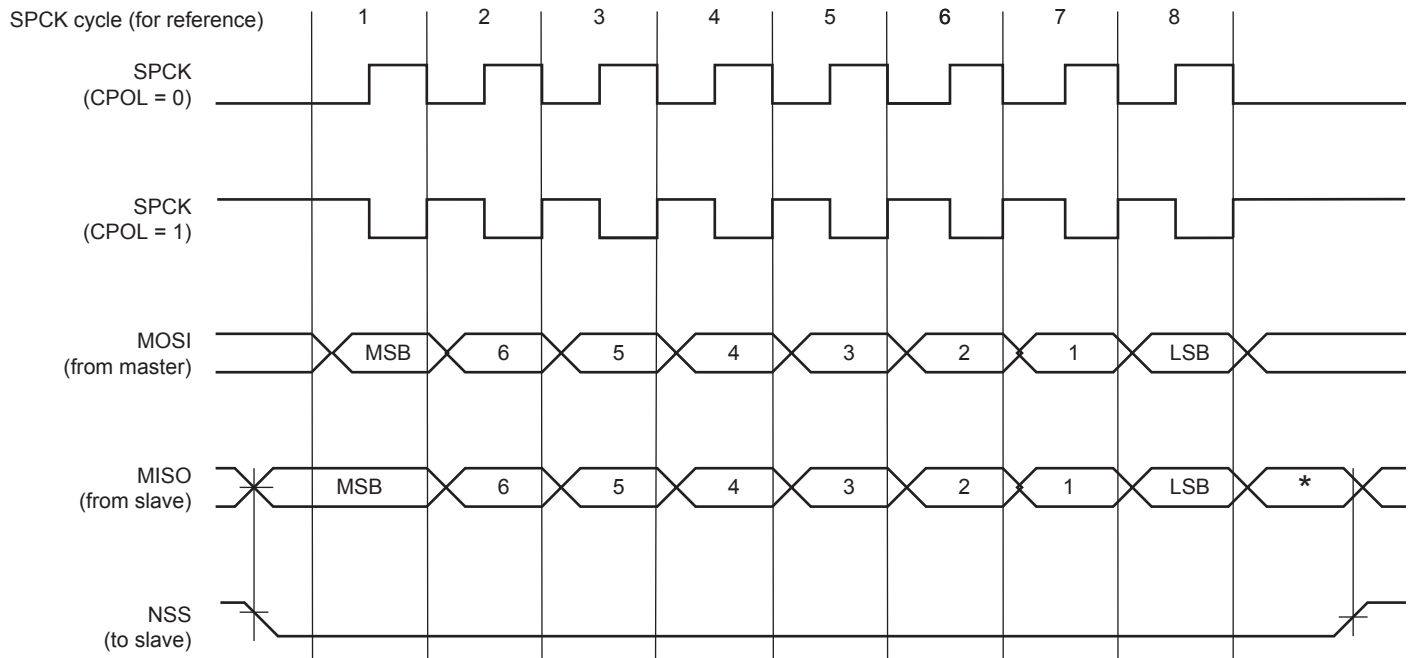 SPCK cycle (for reference) 1 2 3 4 5 6 7 8
SPCK
(CPOL = 0)
SPCK
(CPOL = 1)
MOSI
(from master)
MSB 6 5 4 3 2 1 LSB
MISO
(from slave)
MSB 6 5 4 3 2 1 LSB *
NSS
(to slave)